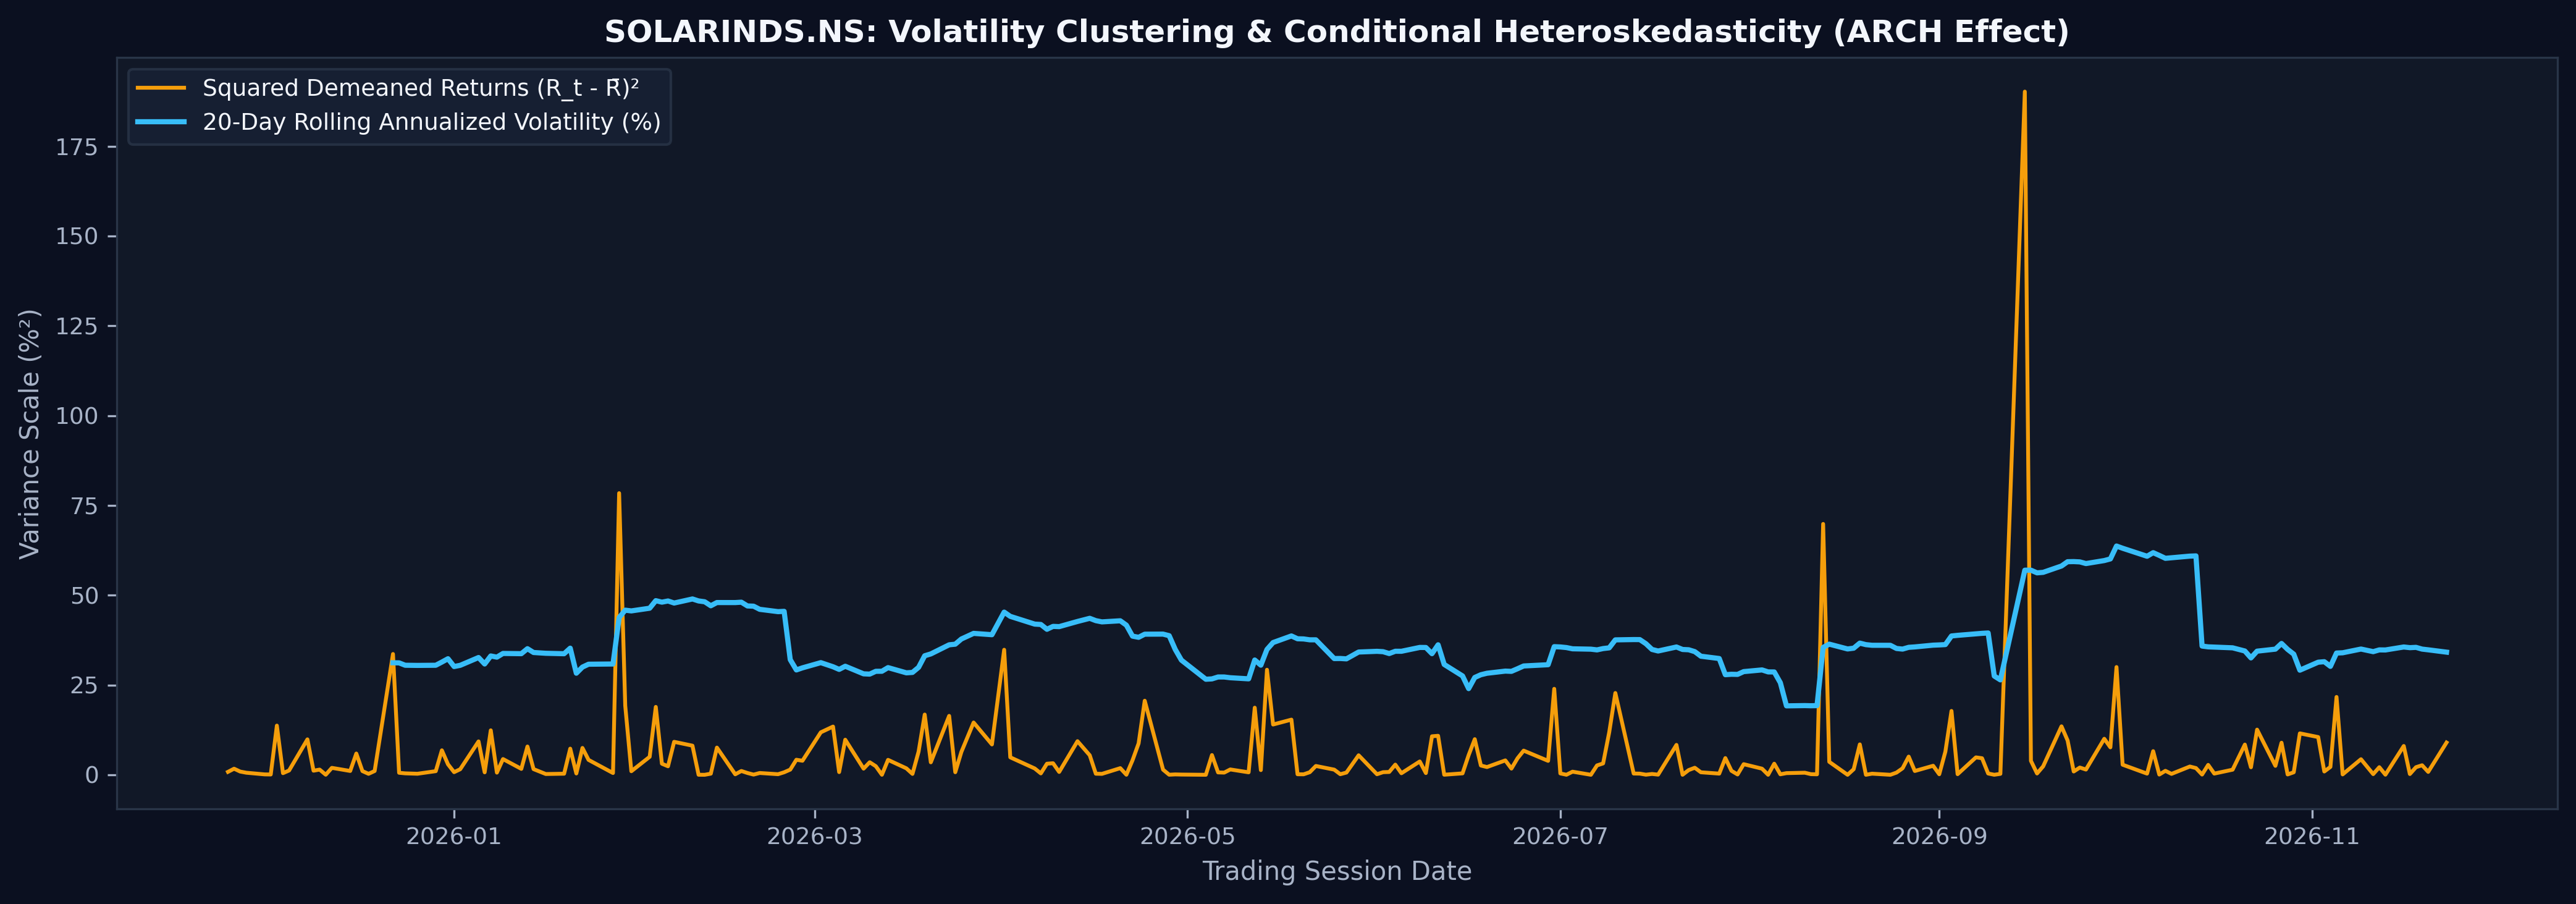 SOLARINDS.NS: Volatility Clustering & Conditional Heteroskedasticity (ARCH Effect)
Squared Demeaned Returns (R_t - R̄)²
20-Day Rolling Annualized Volatility (%)
Variance Scale (%²)
175
150
125
100
75
50
25
0
2026-01 2026-03 2026-05 2026-07 2026-09 2026-11
Trading Session Date